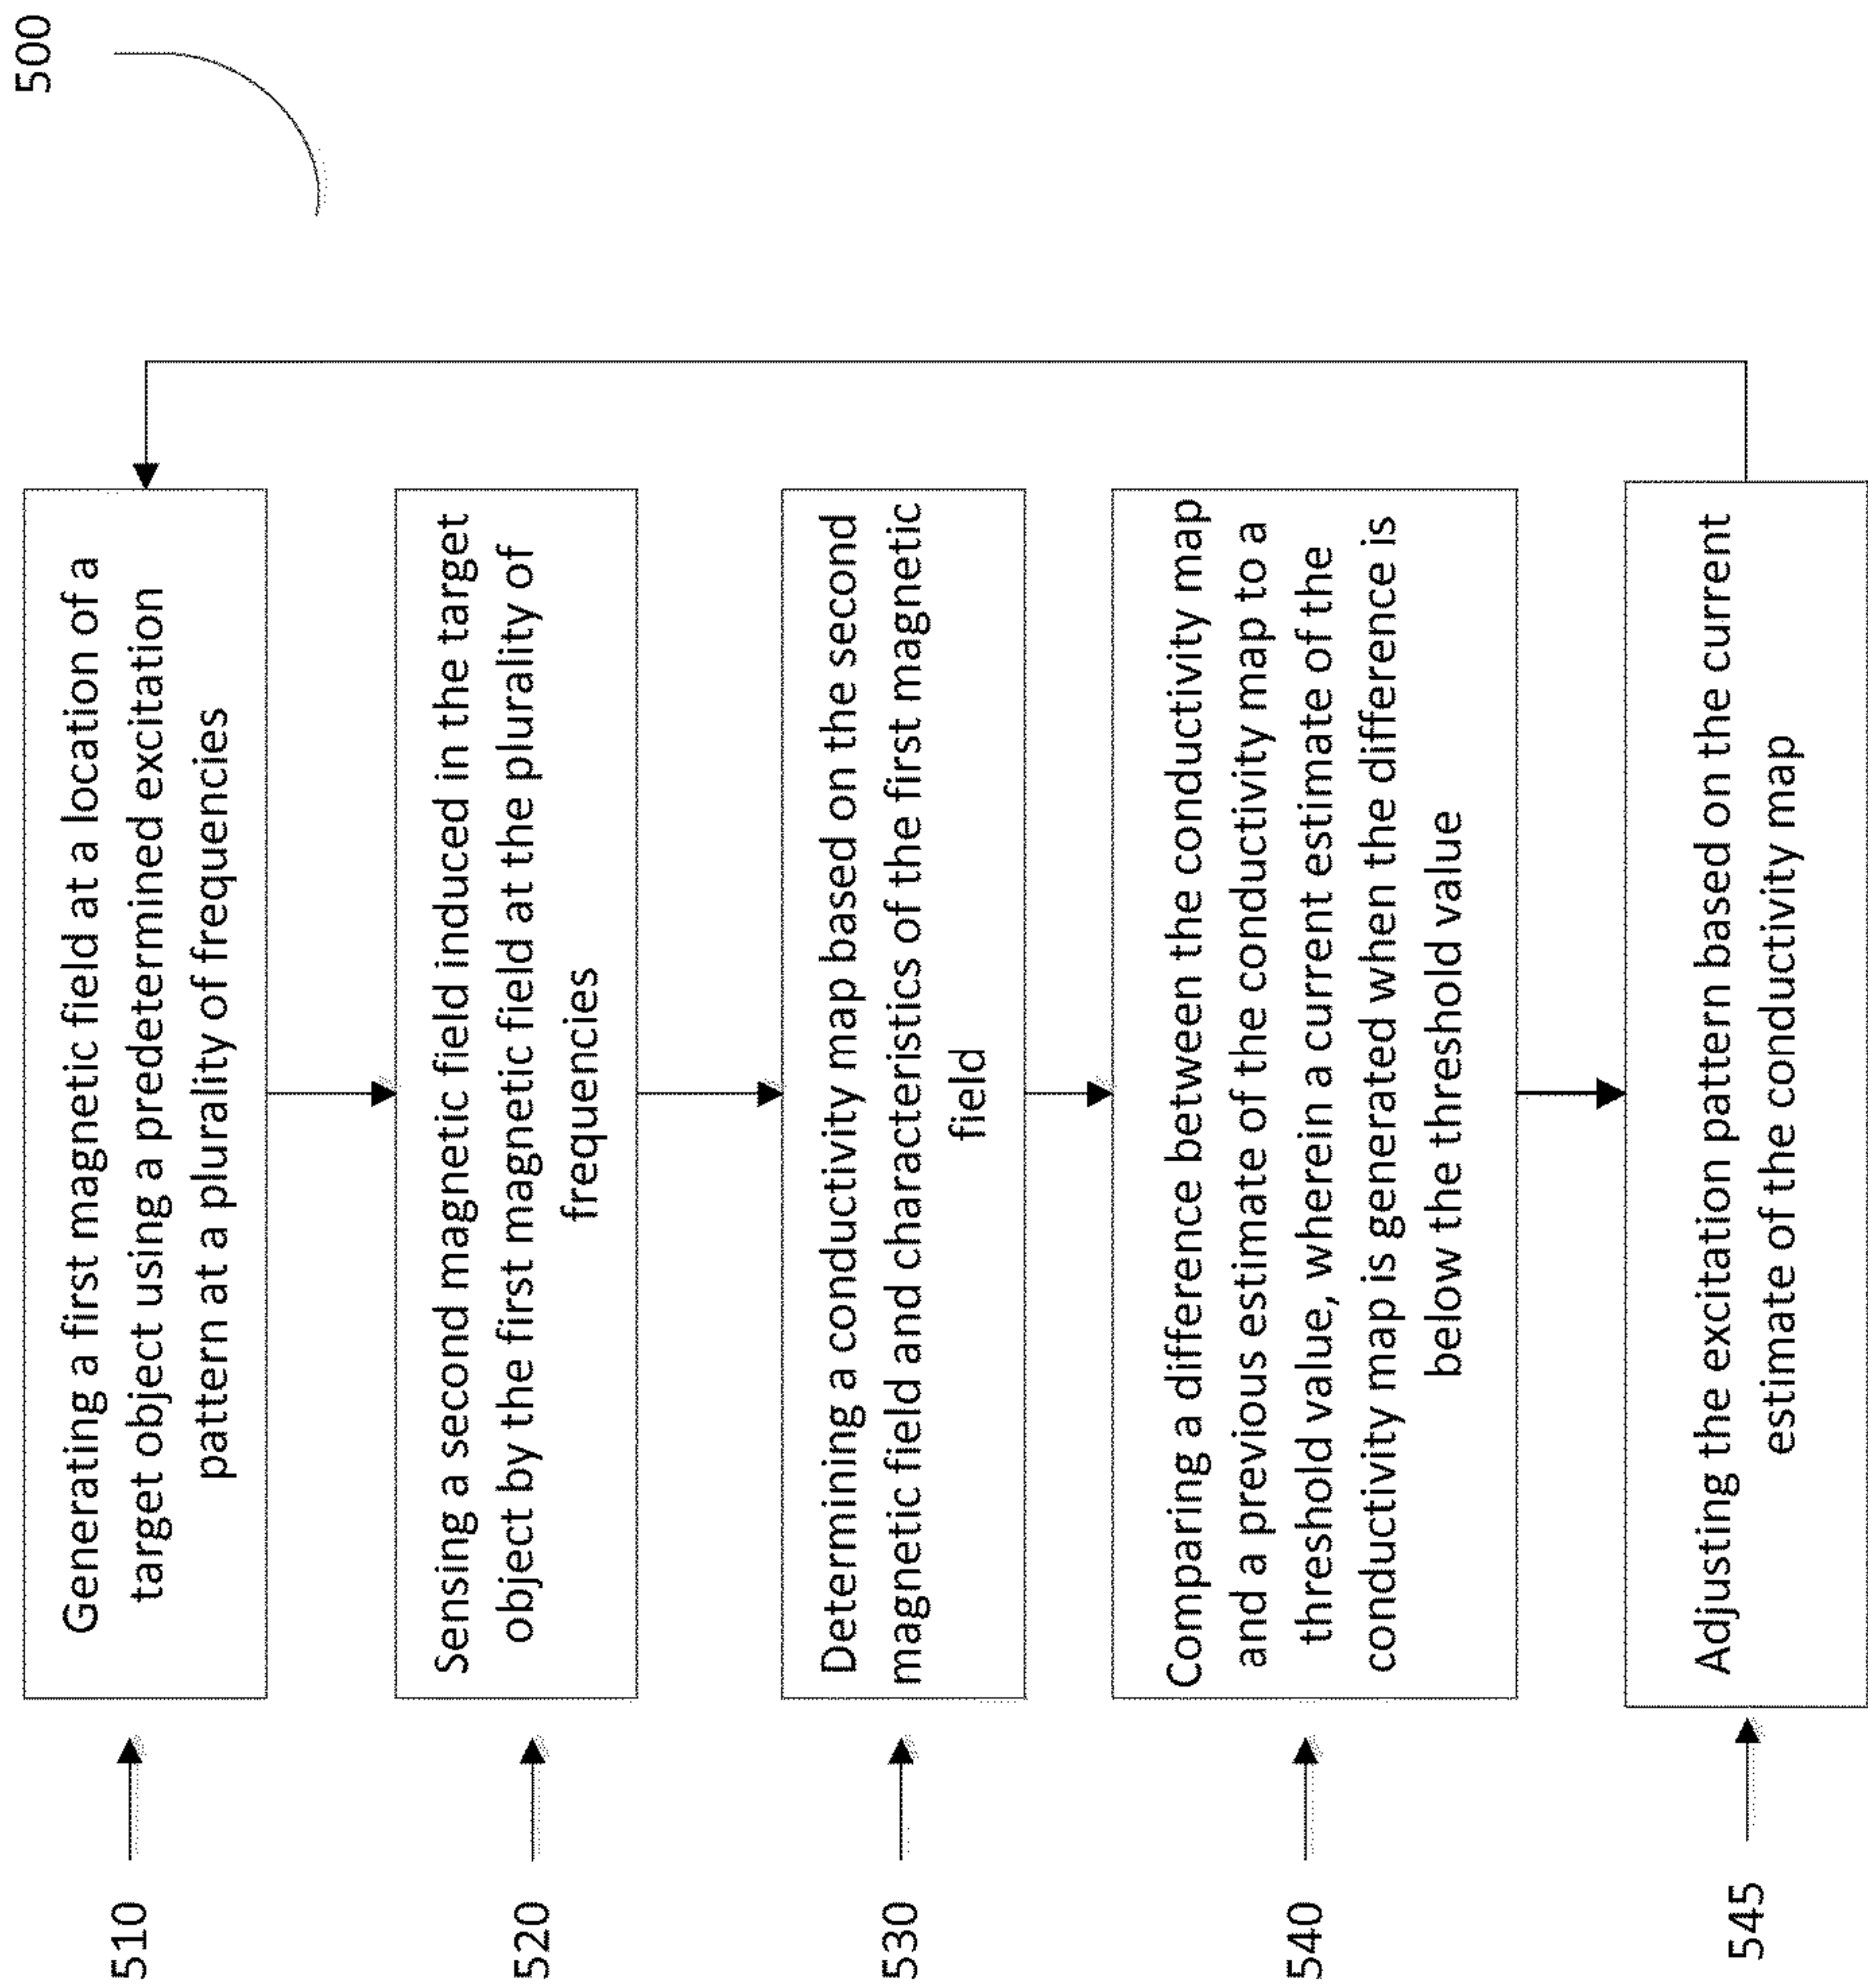 500
510
Generating a first magnetic field at a location of a
target object using a predetermined excitation
pattern at a plurality of frequencies
520
Sensing a second magnetic field induced in the target
object by the first magnetic field at the plurality of
frequencies
530
Determining a conductivity map based on the second
magnetic field and characteristics of the first magnetic
field
540
Comparing a difference between the conductivity map
and a previous estimate of the conductivity map to a
threshold value, wherein a current estimate of the
conductivity map is generated when the difference is
below the threshold value
545
Adjusting the excitation pattern based on the current
estimate of the conductivity map